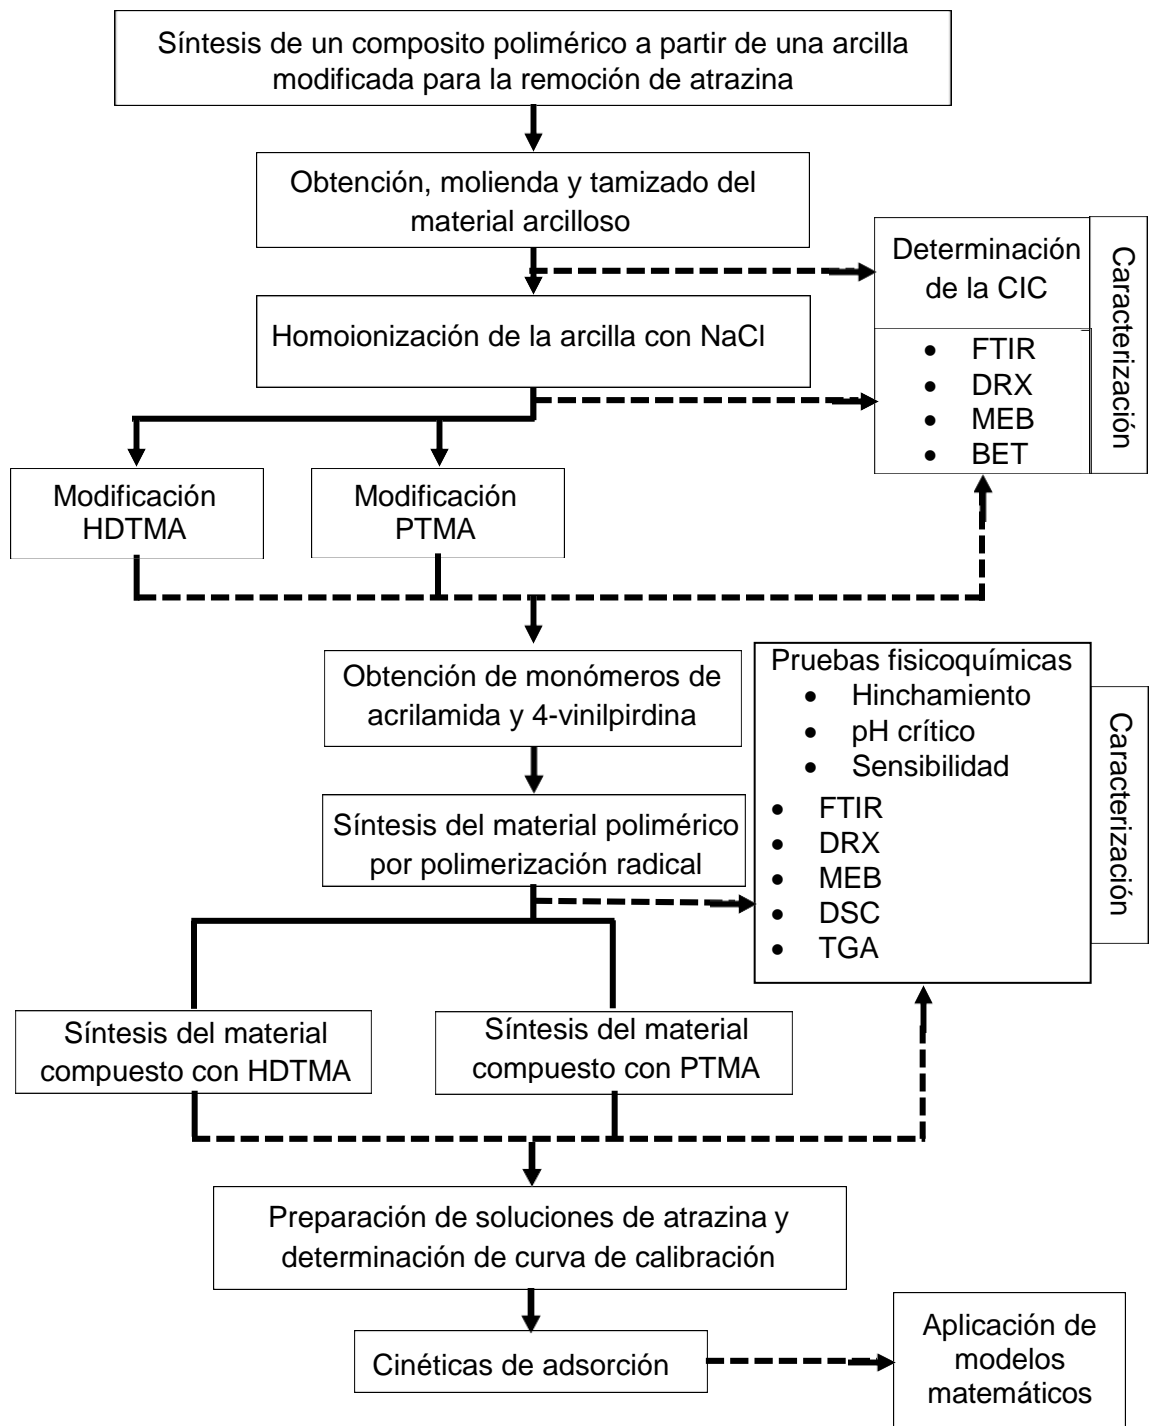 Síntesis de un composito polimérico a partir de una arcilla
modificada para la remoción de atrazina
Obtención, molienda y tamizado del
material arcilloso
Determinación
de la CIC
Caracterización
Homoionización de la arcilla con NaCl
• FTIR
• DRX
• MEB
• BET
Modificación
HDTMA
Modificación
PTMA
Obtención de monómeros de
acrilamida y 4-vinilpirdina
Pruebas fisicoquímicas
• Hinchamiento
• pH crítico
• Sensibilidad
• FTIR
• DRX
• MEB
• DSC
• TGA
Caracterización
Síntesis del material polimérico
por polimerización radical
Síntesis del material
compuesto con HDTMA
Síntesis del material
compuesto con PTMA
Preparación de soluciones de atrazina y
determinación de curva de calibración
Cinéticas de adsorción
Aplicación de
modelos
matemáticos